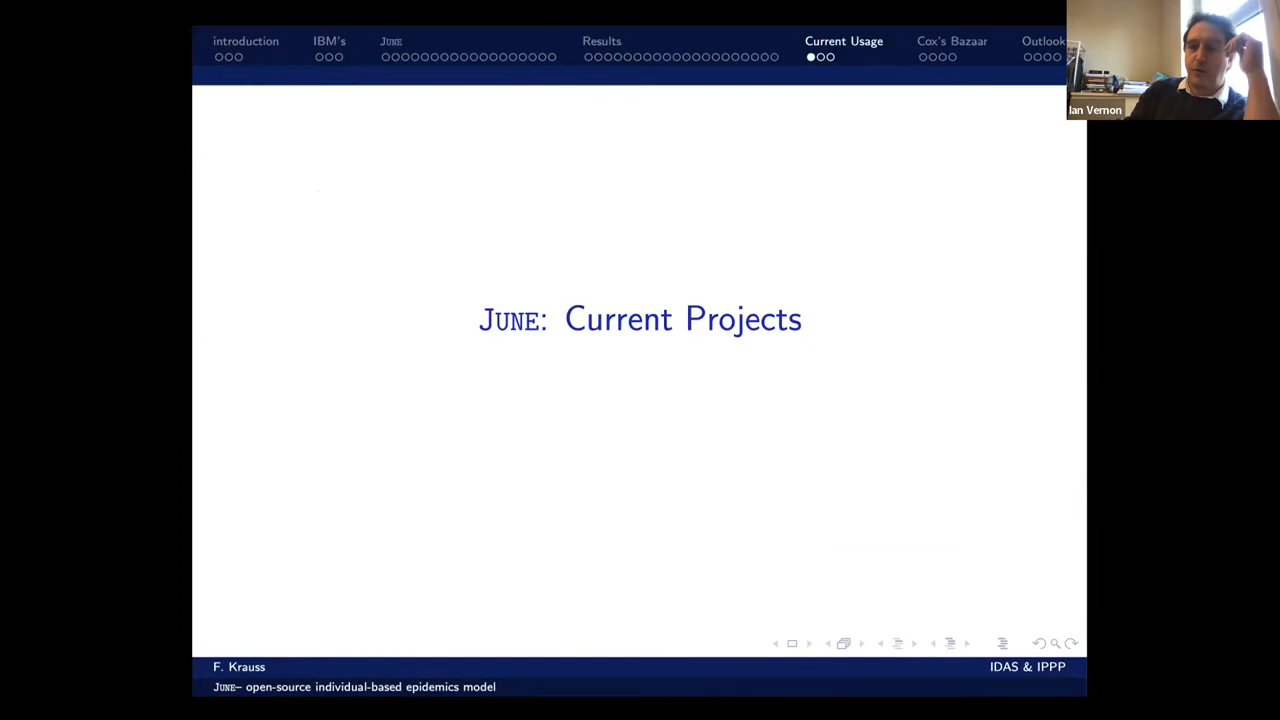 introduction IBM's June Results Current Usage Cox's Bazaar Outlook
Ian Vernon
June: Current Projects
F. Krauss IDAS & IPPP
June– open-source individual-based epidemics model